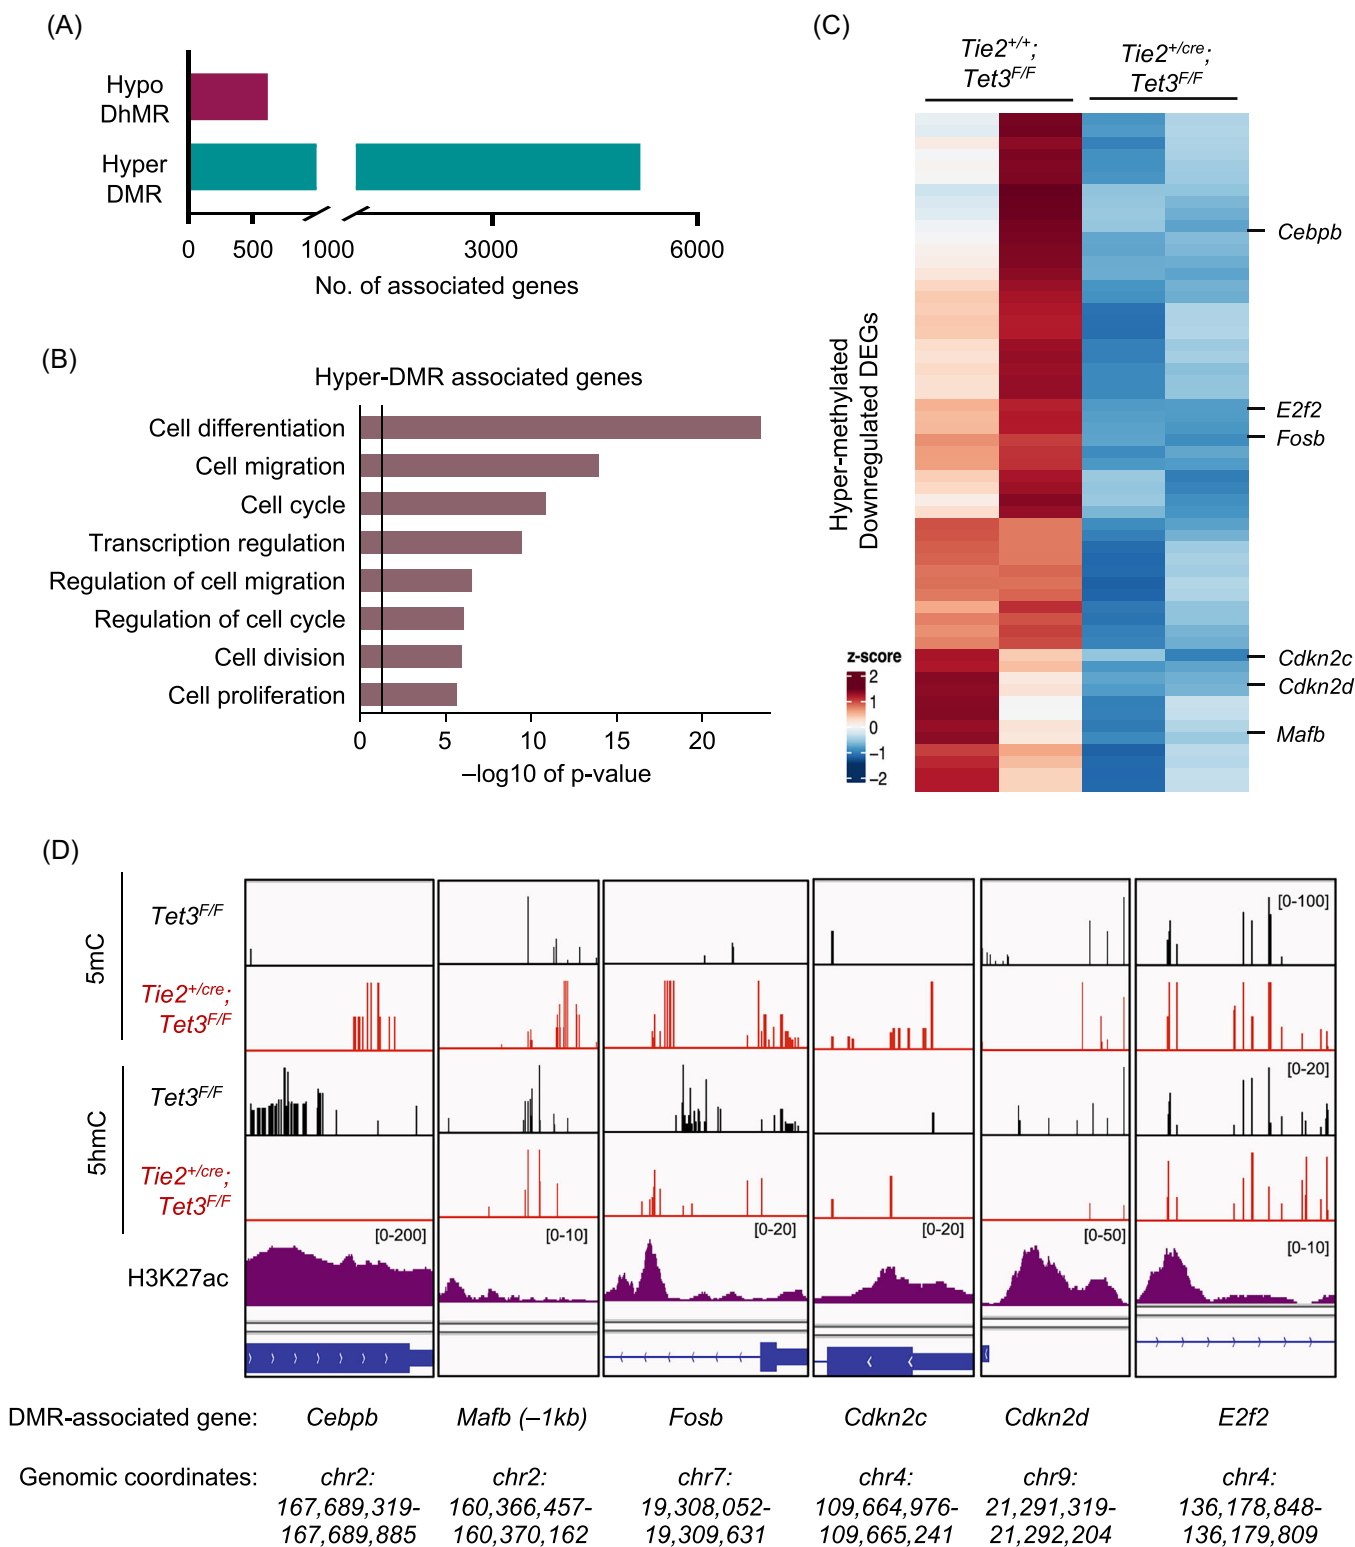 (A)
Hypo
DhMR
Hyper
DMR
0 500 1000 3000 6000
No. of associated genes
(B)
Hyper-DMR associated genes
Cell differentiation
Cell migration
Cell cycle
Transcription regulation
Regulation of cell migration
Regulation of cell cycle
Cell division
Cell proliferation
0 5 10 15 20
–log10 of p-value
(C)
Tie2+/+;
Tet3F/F
Tie2+/cre;
Tet3F/F
Hyper-methylated
Downregulated DEGs
Cebpb
E2f2
Fosb
Cdkn2c
Cdkn2d
Mafb
z-score
2
1
0
-1
-2
(D)
5mC
Tet3F/F
[0-100]
Tie2+/cre;
Tet3F/F
5hmC
Tet3F/F
[0-20]
Tie2+/cre;
Tet3F/F
H3K27ac
[0-200] [0-10] [0-20] [0-20] [0-50] [0-10]
DMR-associated gene: Cebpb Mafb (–1kb) Fosb Cdkn2c Cdkn2d E2f2
Genomic coordinates: chr2: chr2: chr7: chr4: chr9: chr4:
167,689,319- 160,366,457- 19,308,052- 109,664,976- 21,291,319- 136,178,848-
167,689,885 160,370,162 19,309,631 109,665,241 21,292,204 136,179,809